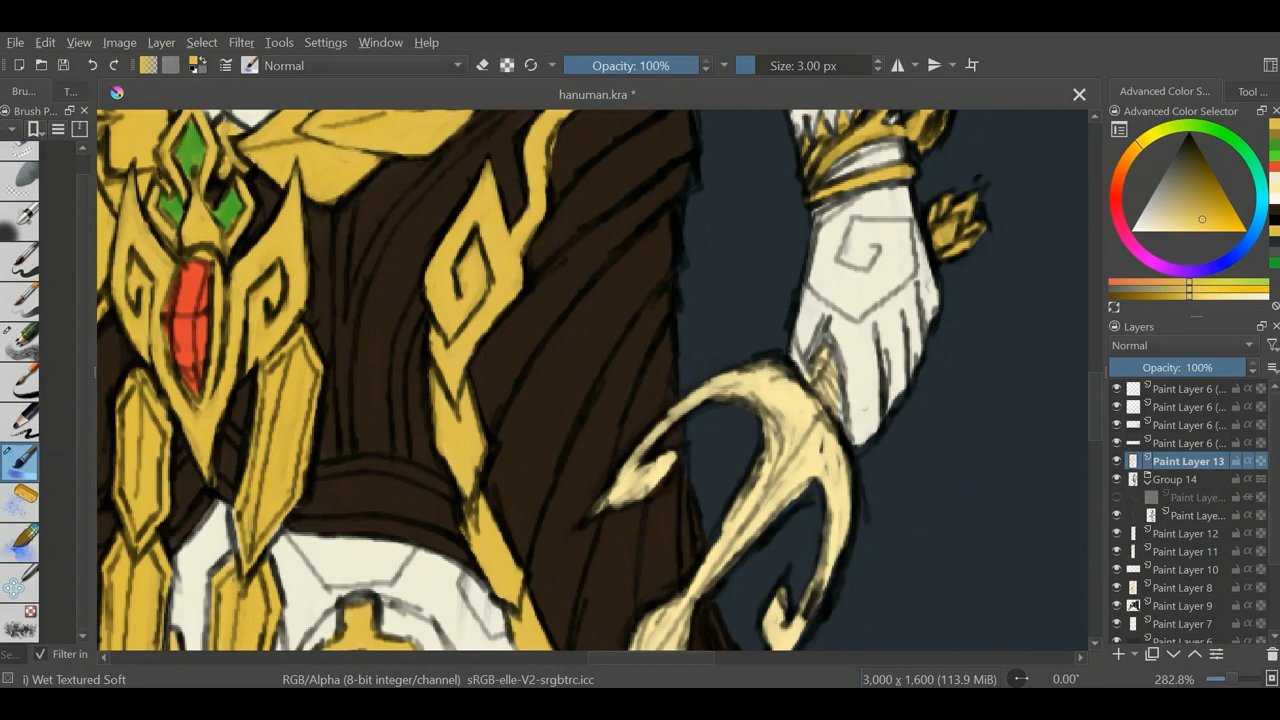 File Edit View Image Layer Select Filter Tools Settings Window Help
Normal Opacity: 100% Size: 3.00 px
Bru... T... hanuman.kra * Advanced Color S... Tool ...
Brush P... Advanced Color Selector
Layers
Normal
Opacity: 100%
Paint Layer 6 (...
Paint Layer 6 (...
Paint Layer 6 (...
Paint Layer 6 (...
Paint Layer 13
Group 14
Paint Laye...
Paint Laye...
Paint Layer 12
Paint Layer 11
Paint Layer 10
Paint Layer 8
Paint Layer 9
Paint Layer 7
Paint Layer 6
Se... Filter in
i) Wet Textured Soft RGB/Alpha (8-bit integer/channel) sRGB-elle-V2-srgbtrc.icc 3,000 x 1,600 (113.9 MiB) 0.00° 282.8%